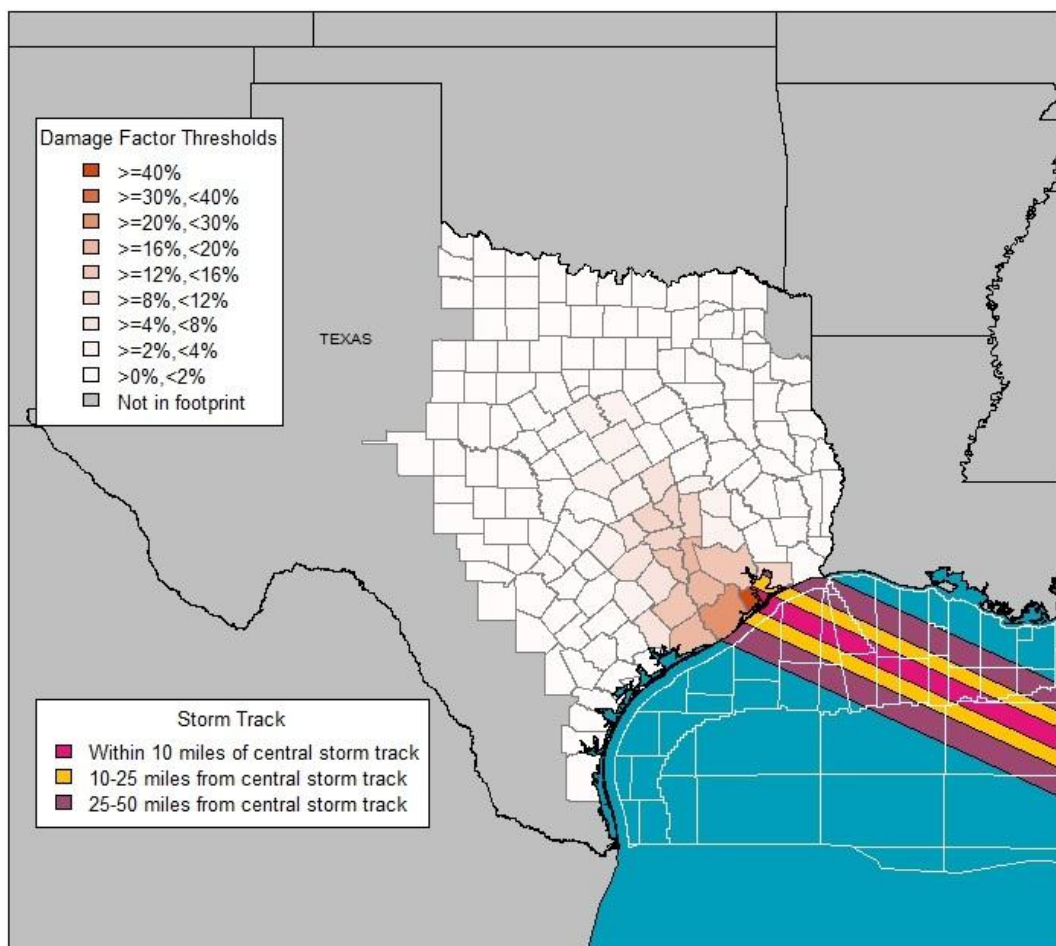 Damage Factor Thresholds
>=40%
>=30%,<40%
>=20%,<30%
>=16%,<20%
>=12%,<16%
>=8%,<12%
>=4%,<8%
>=2%,<4%
>0%,<2%
Not in footprint
TEXAS
Storm Track
Within 10 miles of central storm track
10-25 miles from central storm track
25-50 miles from central storm track